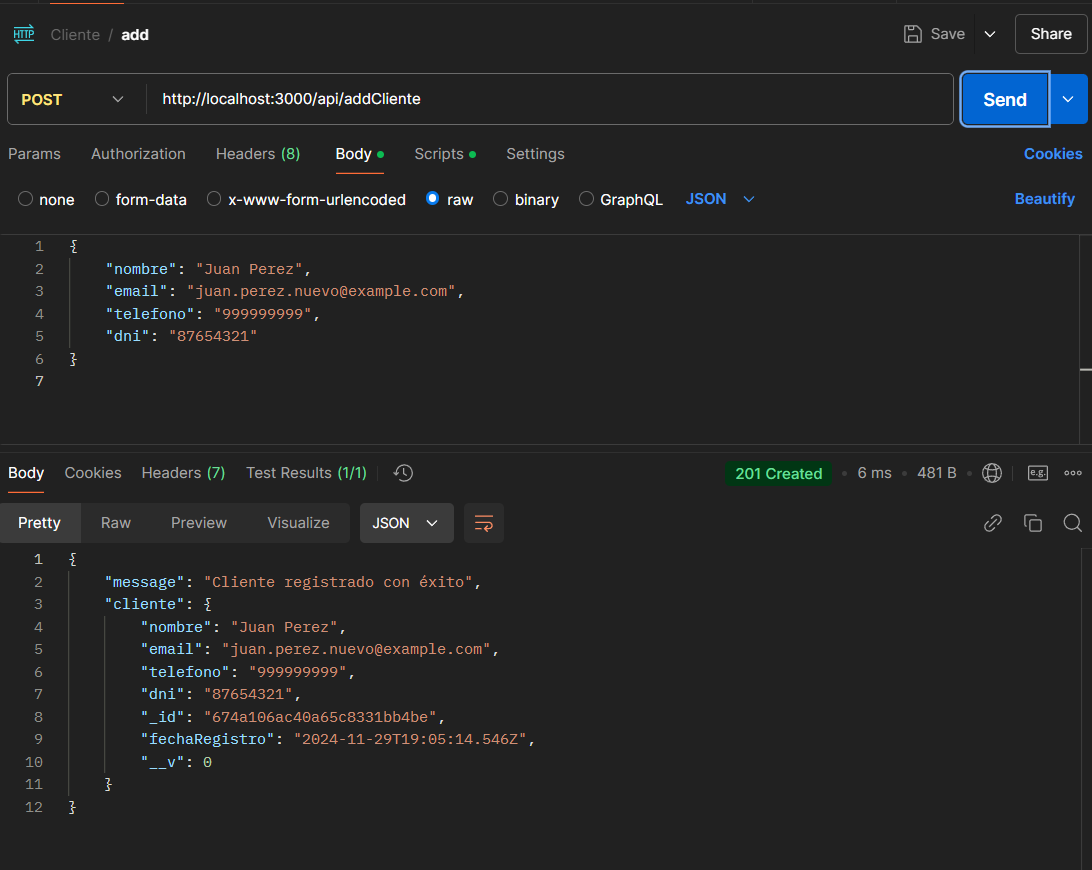 HTTP Cliente / add Save Share
POST http://localhost:3000/api/addCliente Send
Params Authorization Headers (8) Body Scripts Settings Cookies
none form-data x-www-form-urlencoded raw binary GraphQL JSON Beautify
1 {
2 "nombre": "Juan Perez",
3 "email": "juan.perez.nuevo@example.com",
4 "telefono": "999999999",
5 "dni": "87654321"
6 }
7
Body Cookies Headers (7) Test Results (1/1) 201 Created 6 ms 481 B e.g.
Pretty Raw Preview Visualize JSON
1 {
2 "message": "Cliente registrado con éxito",
3 "cliente": {
4 "nombre": "Juan Perez",
5 "email": "juan.perez.nuevo@example.com",
6 "telefono": "999999999",
7 "dni": "87654321",
8 "_id": "674a106ac40a65c8331bb4be",
9 "fechaRegistro": "2024-11-29T19:05:14.546Z",
10 "__v": 0
11 }
12 }